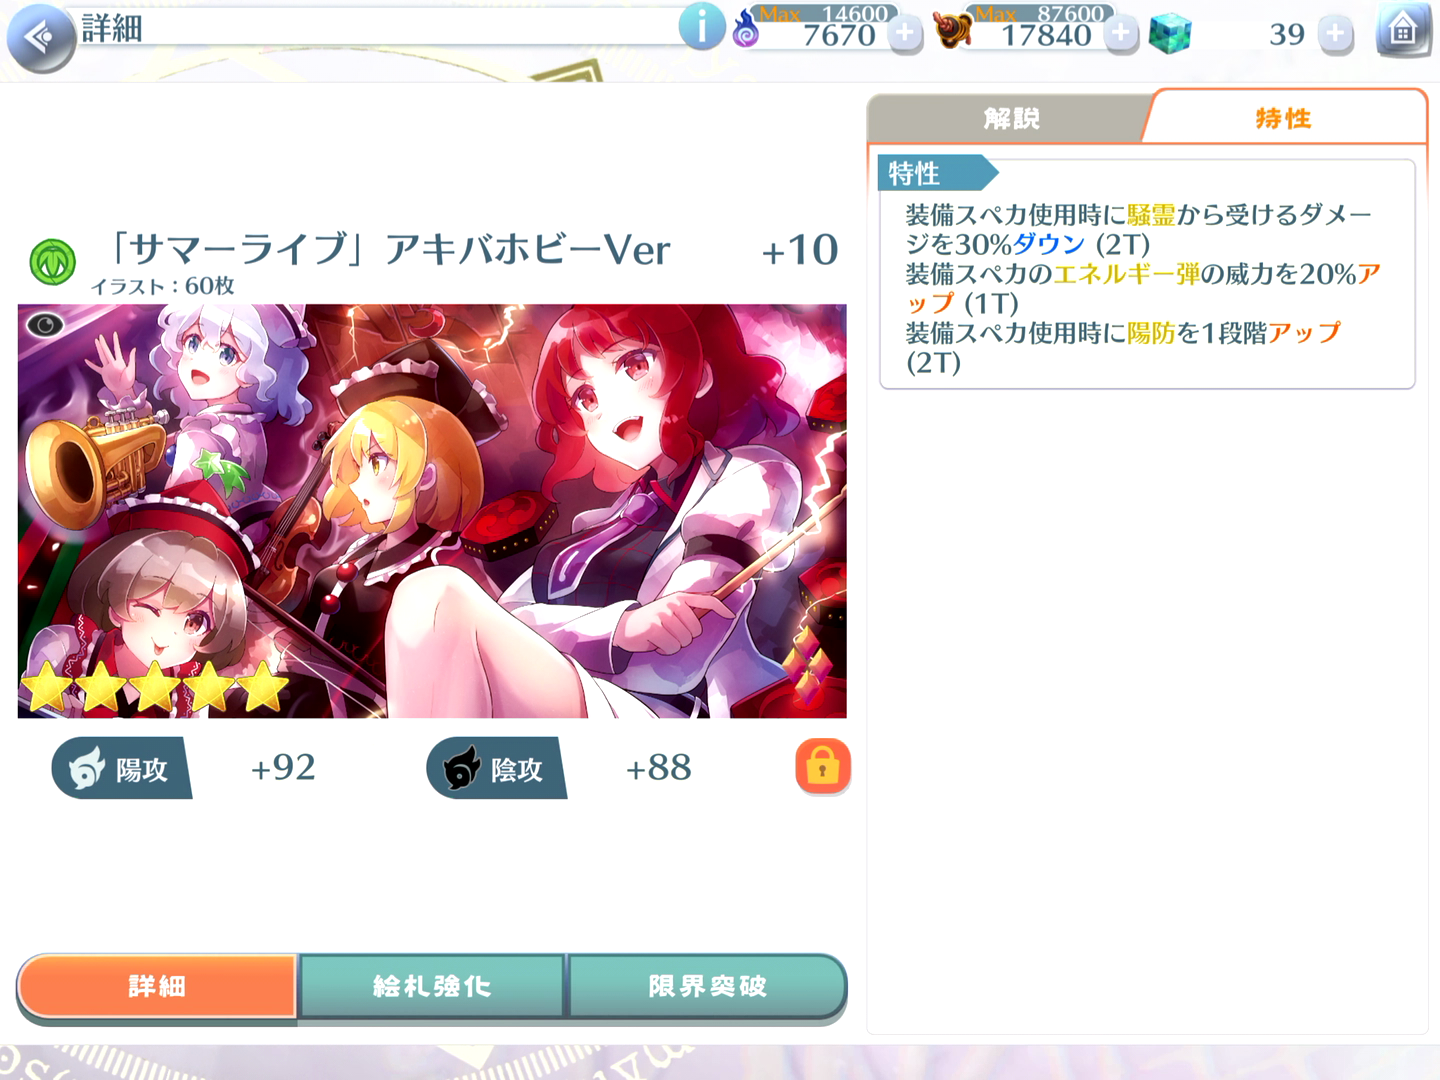 詳細
i
Max 14600
7670
Max 87600
17840
39
解説
特性
特性
装備スペカ使用時に騒霊から受けるダメー
ジを30%ダウン (2T)
装備スペカのエネルギー弾の威力を20%ア
ップ (1T)
装備スペカ使用時に陽防を1段階アップ
(2T)
「サマーライブ」アキバホビーVer +10
イラスト:60枚
陽攻 +92
陰攻 +88
詳細
絵札強化
限界突破